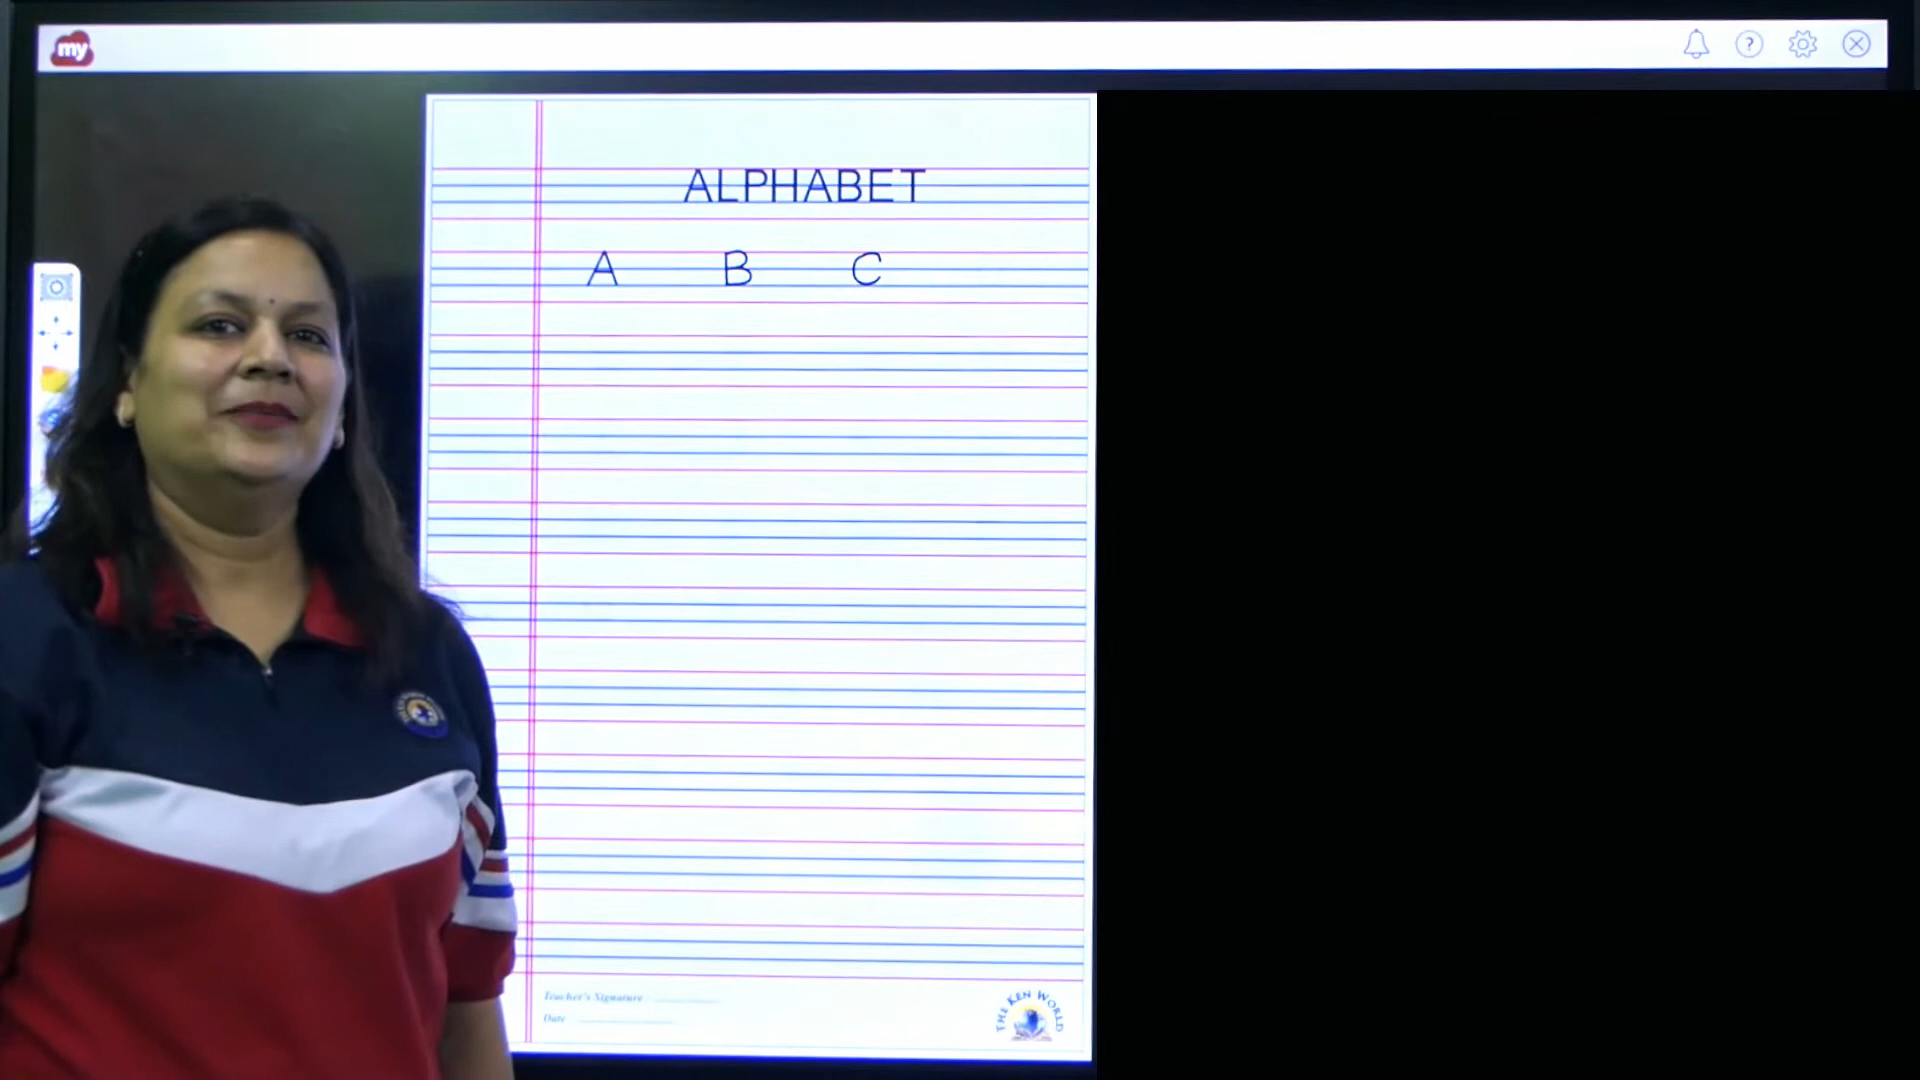 my
ALPHABET
A B C
Teacher's Signature
Date
THE KEN WORLD